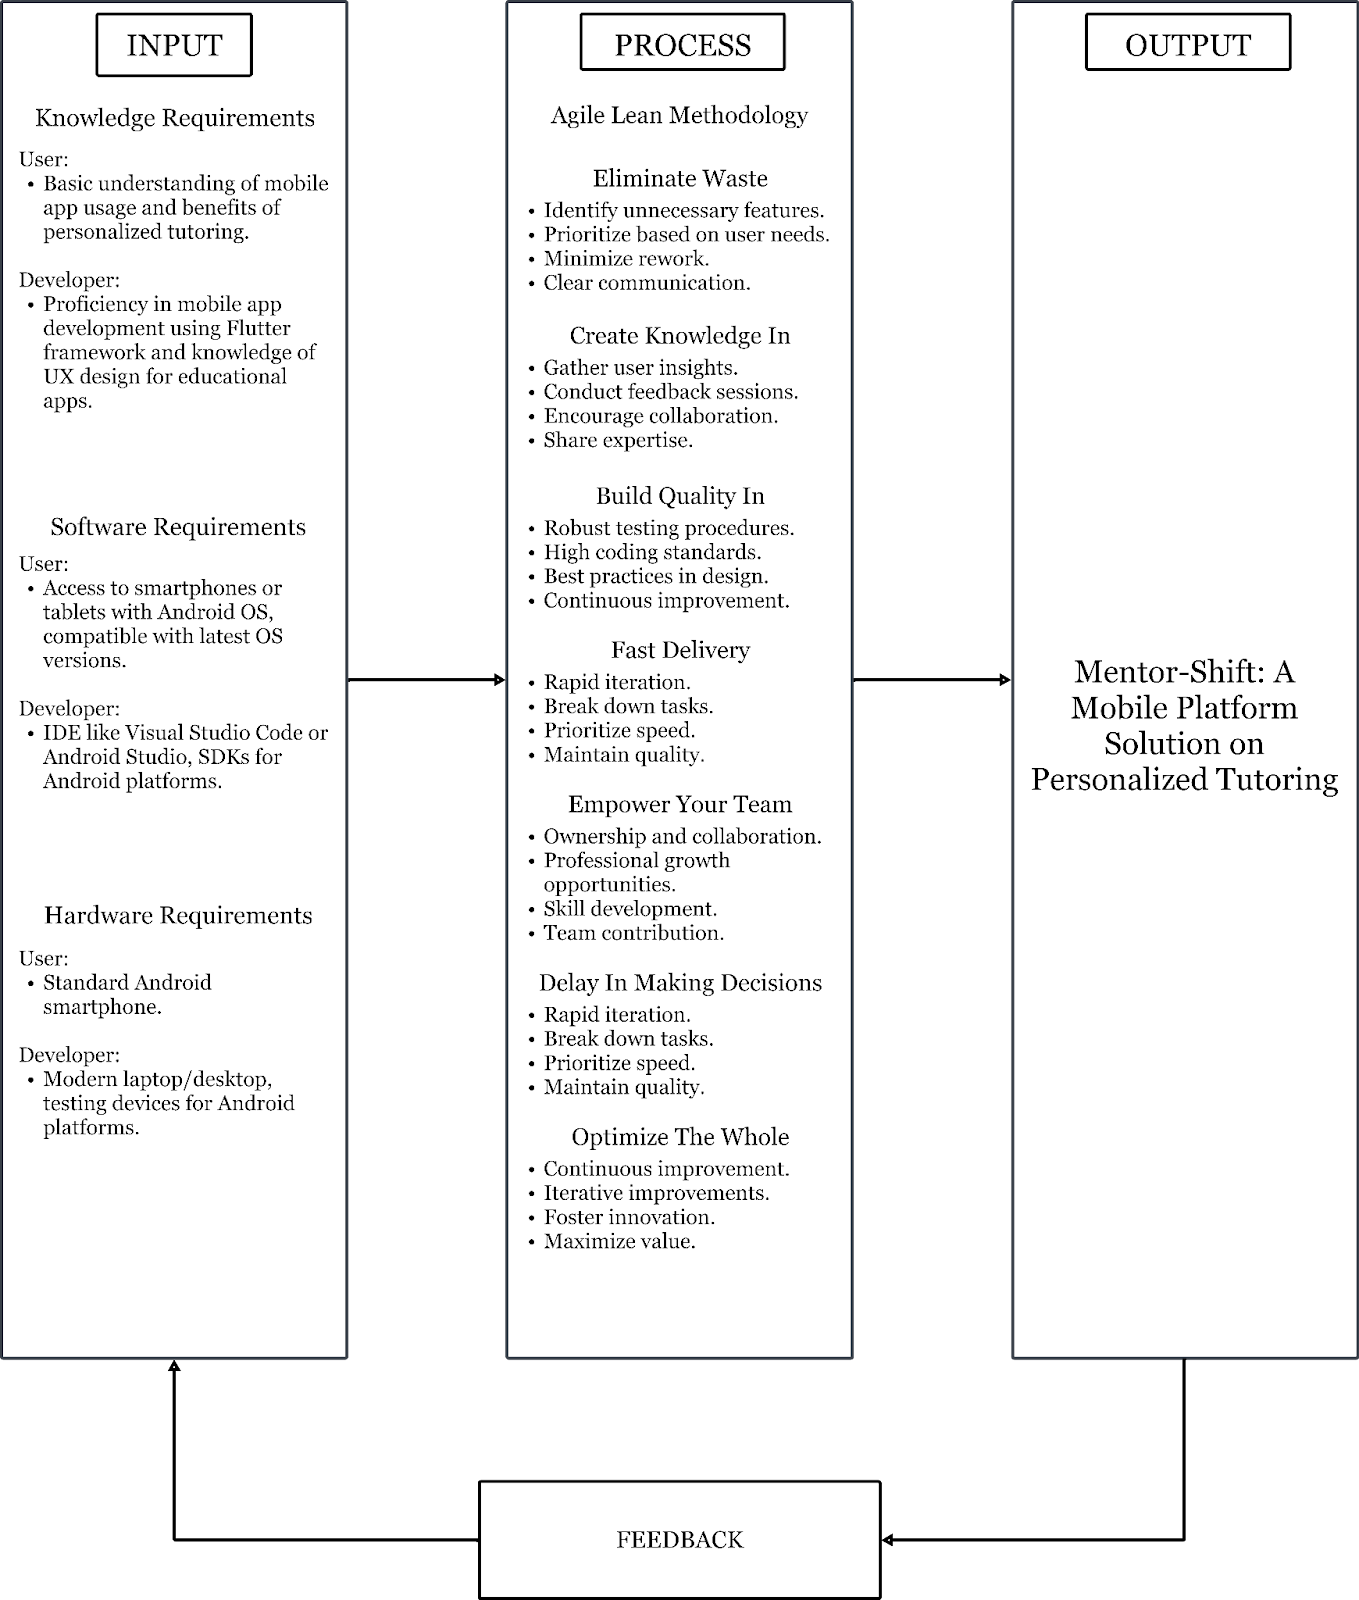 INPUT
Knowledge Requirements
User:
• Basic understanding of mobile
app usage and benefits of
personalized tutoring.
Developer:
• Proficiency in mobile app
development using Flutter
framework and knowledge of
UX design for educational
apps.
Software Requirements
User:
• Access to smartphones or
tablets with Android OS,
compatible with latest OS
versions.
Developer:
• IDE like Visual Studio Code or
Android Studio, SDKs for
Android platforms.
Hardware Requirements
User:
• Standard Android
smartphone.
Developer:
• Modern laptop/desktop,
testing devices for Android
platforms.
PROCESS
Agile Lean Methodology
Eliminate Waste
• Identify unnecessary features.
• Prioritize based on user needs.
• Minimize rework.
• Clear communication.
Create Knowledge In
• Gather user insights.
• Conduct feedback sessions.
• Encourage collaboration.
• Share expertise.
Build Quality In
• Robust testing procedures.
• High coding standards.
• Best practices in design.
• Continuous improvement.
Fast Delivery
• Rapid iteration.
• Break down tasks.
• Prioritize speed.
• Maintain quality.
Empower Your Team
• Ownership and collaboration.
• Professional growth
opportunities.
• Skill development.
• Team contribution.
Delay In Making Decisions
• Rapid iteration.
• Break down tasks.
• Prioritize speed.
• Maintain quality.
Optimize The Whole
• Continuous improvement.
• Iterative improvements.
• Foster innovation.
• Maximize value.
OUTPUT
Mentor-Shift: A
Mobile Platform
Solution on
Personalized Tutoring
FEEDBACK